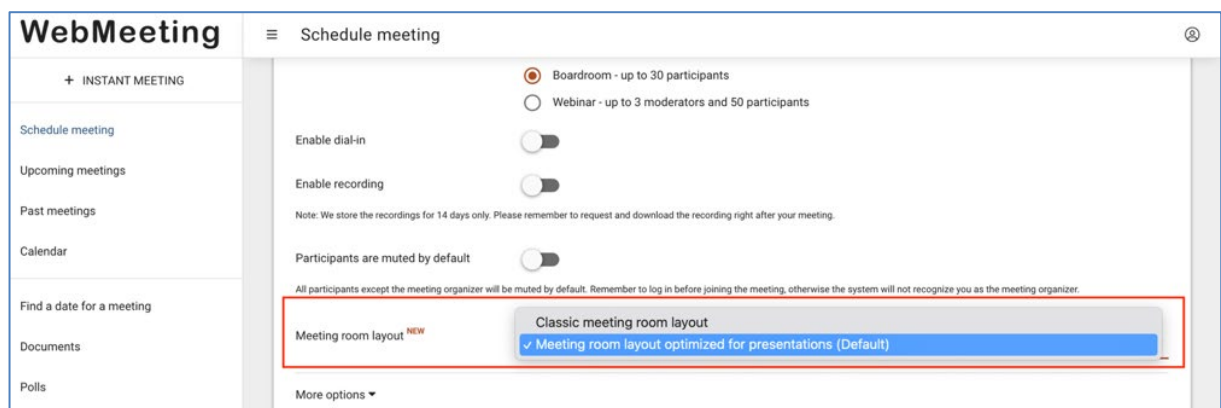 WebMeeting
Schedule meeting
+ INSTANT MEETING
Schedule meeting
Upcoming meetings
Past meetings
Calendar
Find a date for a meeting
Documents
Polls
Boardroom - up to 30 participants
Webinar - up to 3 moderators and 50 participants
Enable dial-in
Enable recording
Note: We store the recordings for 14 days only. Please remember to request and download the recording right after your meeting.
Participants are muted by default
All participants except the meeting organizer will be muted by default. Remember to log in before joining the meeting, otherwise the system will not recognize you as the meeting organizer.
Meeting room layout NEW
Classic meeting room layout
✓ Meeting room layout optimized for presentations (Default)
More options